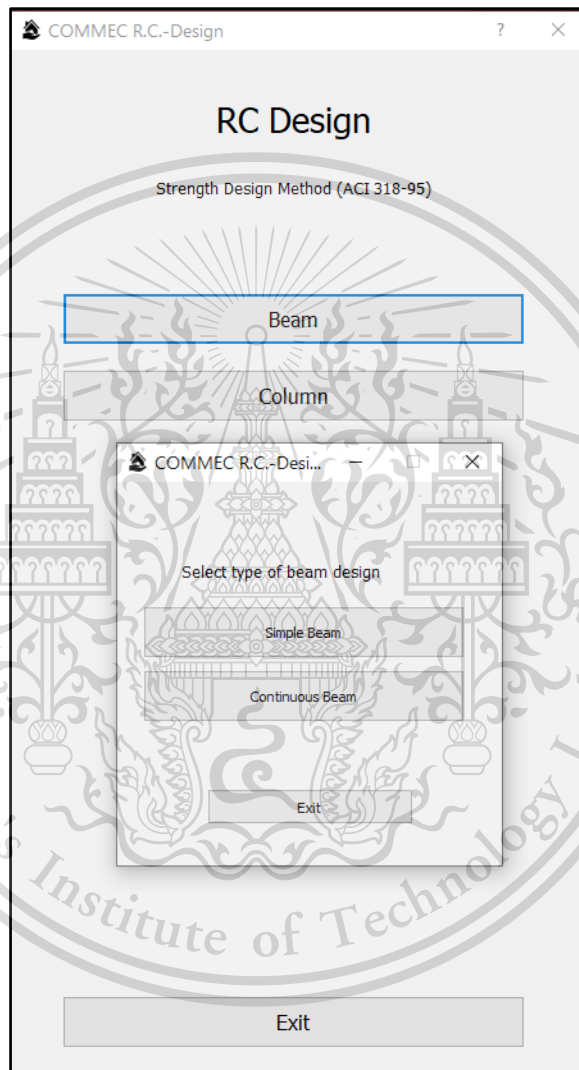 COMMEC R.C.-Design
RC Design
Strength Design Method (ACI 318-95)
Beam
Column
COMMEC R.C.-Desi...
Select type of beam design
Simple Beam
Continuous Beam
Exit
's Institute of Technology
Exit